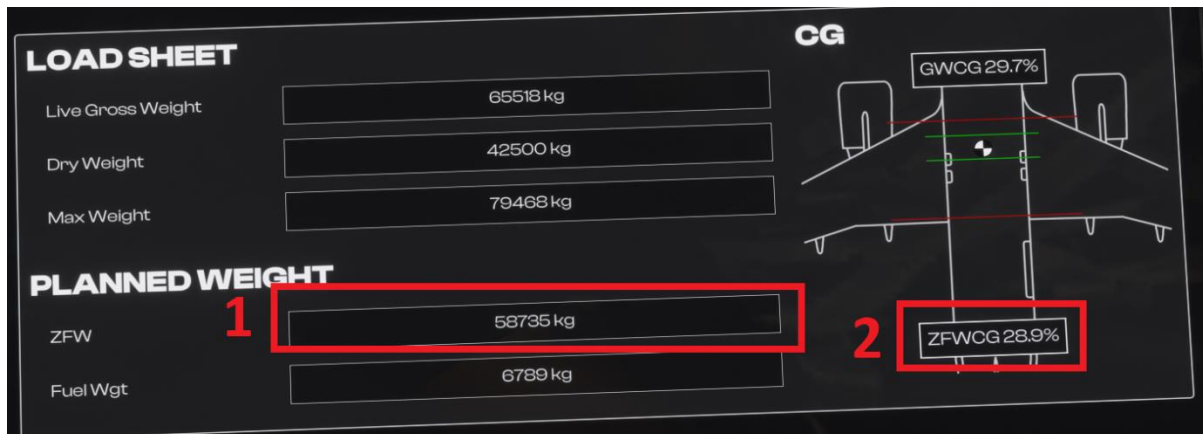 LOAD SHEET
Live Gross Weight 65518 kg
Dry Weight 42500 kg
Max Weight 79468 kg
PLANNED WEIGHT
1
ZFW 58735 kg
Fuel Wgt 6789 kg
CG
GWCG 29.7%
2
ZFWCG 28.9%